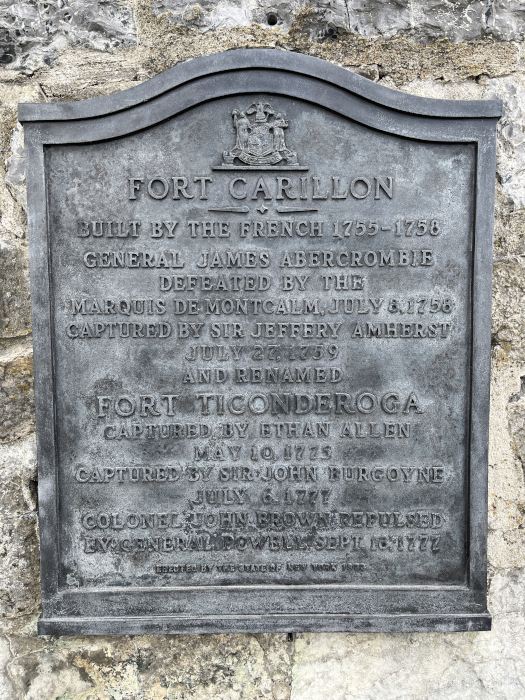 FORT CARILLON
BUILT BY THE FRENCH 1755-1758
GENERAL JAMES ABERCROMBIE
DEFEATED BY THE
MARQUIS DE MONTCALM, JULY 8, 1758
CAPTURED BY SIR JEFFERY AMHERST
JULY 27, 1759
AND RENAMED
FORT TICONDEROGA
CAPTURED BY ETHAN ALLEN
MAY 10, 1775
CAPTURED BY SIR JOHN BURGOYNE
JULY 6, 1777
COLONEL JOHN BROWN REPULSED
BY GENERAL POWELL, SEPT. 18, 1777
ERECTED BY THE STATE OF NEW YORK